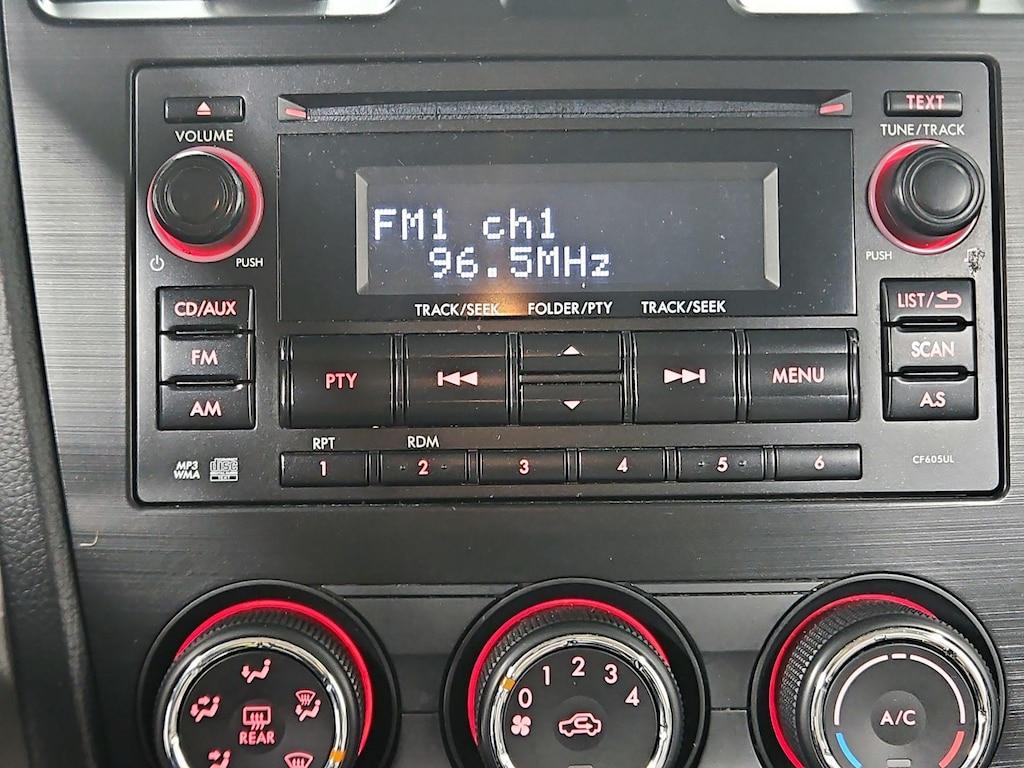 TEXT
VOLUME
TUNE/TRACK
FM1 ch1
96.5MHz
PUSH
PUSH
TRACK/SEEK FOLDER/PTY TRACK/SEEK
CD/AUX
LIST/
FM
SCAN
PTY
MENU
AM
A.S
RPT RDM
1 2 3 4 5 6
MP3
WMA
DISC
TEXT
CF605UL
0 1 2 3 4
REAR
A/C